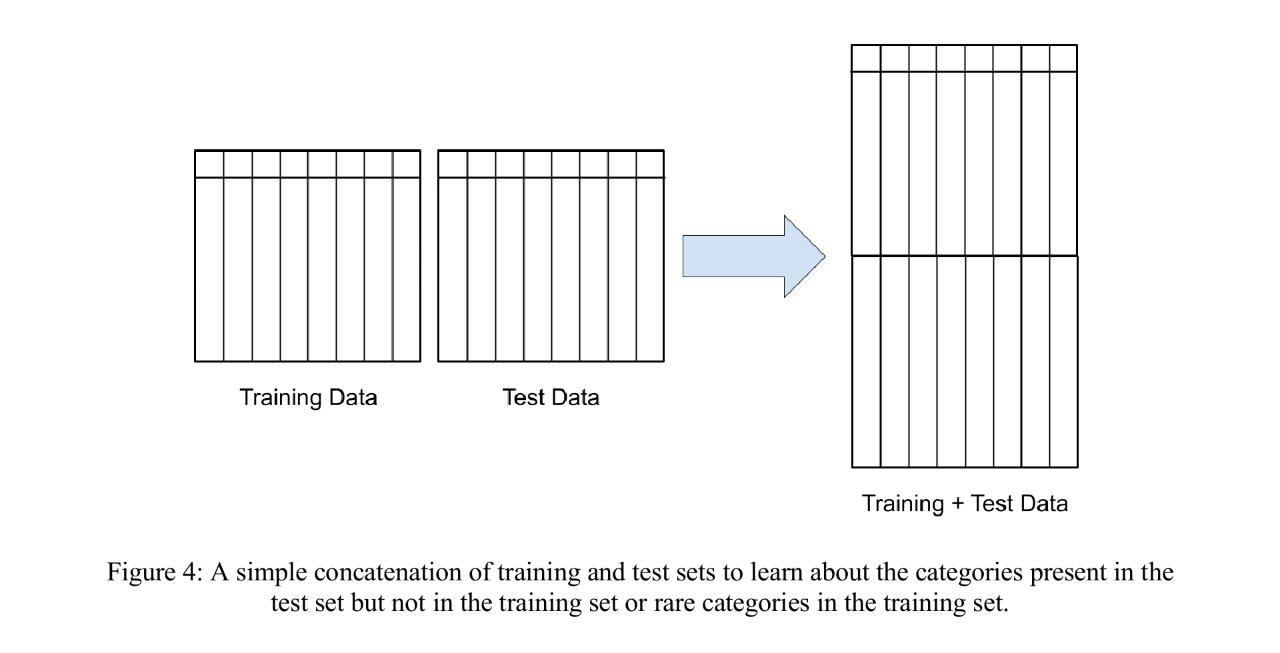 Training Data
Test Data
Training + Test Data
Figure 4: A simple concatenation of training and test sets to learn about the categories present in the
test set but not in the training set or rare categories in the training set.